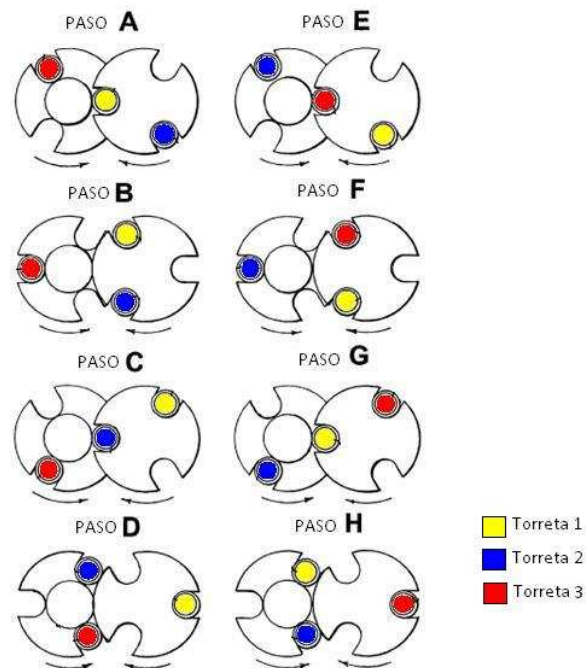 PASO A
PASO E
PASO B
PASO F
PASO C
PASO G
PASO D
PASO H
Torreta 1
Torreta 2
Torreta 3